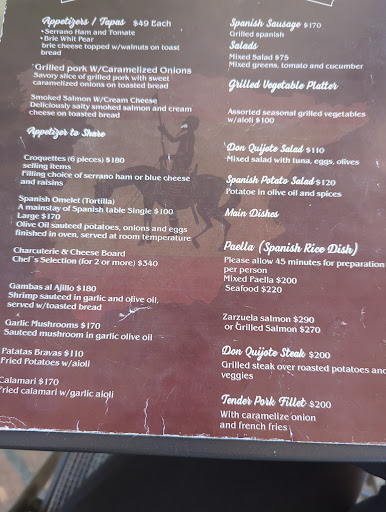 Appetizers / Tapas $49 Each
• Serrano Ham and Tomate
• Brie Whit Pear
brie cheese topped w/walnuts on toast
bread
Grilled pork W/Caramelized Onions
Savory slice of grilled pork with sweet
caramelized onions on toasted bread
Smoked Salmon W/Cream Cheese
Deliciously salty smoked salmon and cream
cheese on toasted bread
Appetizer to Share
Croquettes (6 pieces) $180
selling items
Filling choice of serrano ham or blue cheese
and raisins
Spanish Omelet (Tortilla)
A mainstay of Spanish table Single $100
Large $170
Olive Oil sauteed potatoes, onions and eggs
finished in oven, served at room temperature
Charcuterie & Cheese Board
Chef´s Selection (for 2 or more) $340
Gambas al Ajillo $180
Shrimp sauteed in garlic and olive oil,
served w/toasted bread
Garlic Mushrooms $170
Sauteed mushroom in garlic olive oil
Patatas Bravas $110
Fried Potatoes w/aioli
Calamari $170
Fried calamari w/garlic aioli
Spanish Sausage $170
Grilled spanish
Salads
Mixed Salad $75
Mixed greens, tomato and cucumber
Grilled Vegetable Platter
Assorted seasonal grilled vegetables
w/aioli $100
Don Quijote Salad $110
Mixed salad with tuna, eggs, olives
Spanish Potato Salad $120
Potatoe in olive oil and spices
Main Dishes
Paella (Spanish Rice Dish)
Please allow 45 minutes for preparation
per person
Mixed Paella $200
Seafood $220
Zarzuela salmon $290
or Grilled Salmon $270
Don Quijote Steak $200
Grilled steak over roasted potatoes and
veggies
Tender Pork Fillet $200
With caramelize onion
and french fries